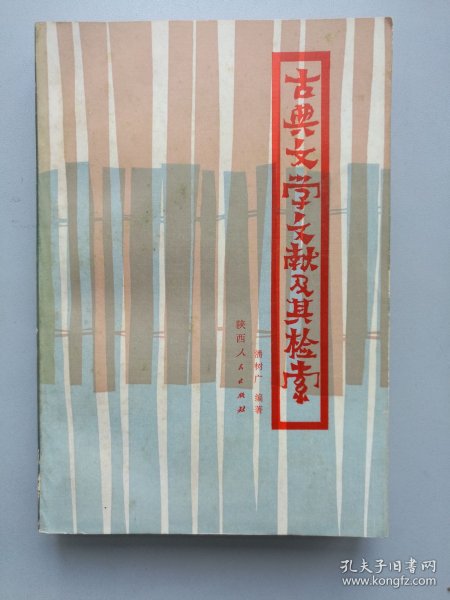 古典文学文献及其检索
潘树广 编著
陕西人民出版社
孔夫子旧书网
www.kongfz.com